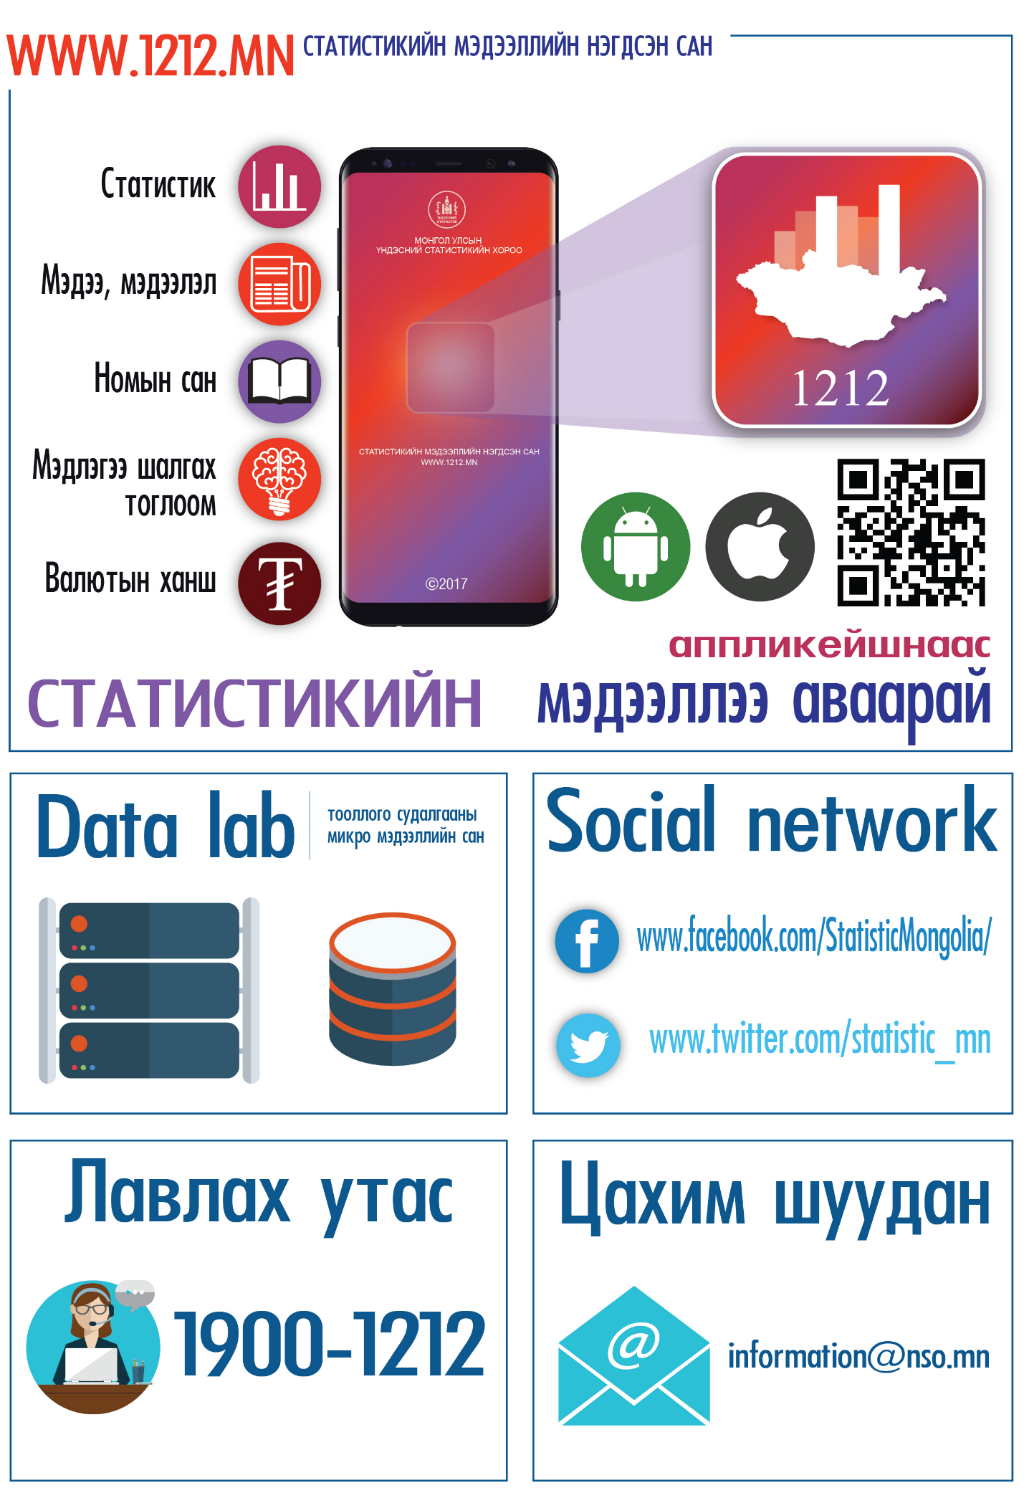 WWW.1212.MN СТАТИСТИКИЙН МЭДЭЭЛЛИЙН НЭГДСЭН САН
Статистик
Мэдээ, мэдээлэл
Номын сан
Мэдлэгээ шалгах
тоглоом
Валютын ханш
МОНГОЛ УЛСЫН
ҮНДЭСНИЙ СТАТИСТИКИЙН ХОРОО
СТАТИСТИКИЙН МЭДЭЭЛЛИЙН НЭГДСЭН САН
WWW.1212.MN
©2017
1212
аппликейшнаас
СТАТИСТИКИЙН мэдээллээ аваарай
Data lab
тооллого судалгааны
микро мэдээллийн сан
Social network
www.facebook.com/StatisticMongolia/
www.twitter.com/statistic_mn
Лавлах утас
1900-1212
Цахим шуудан
@
information@nso.mn